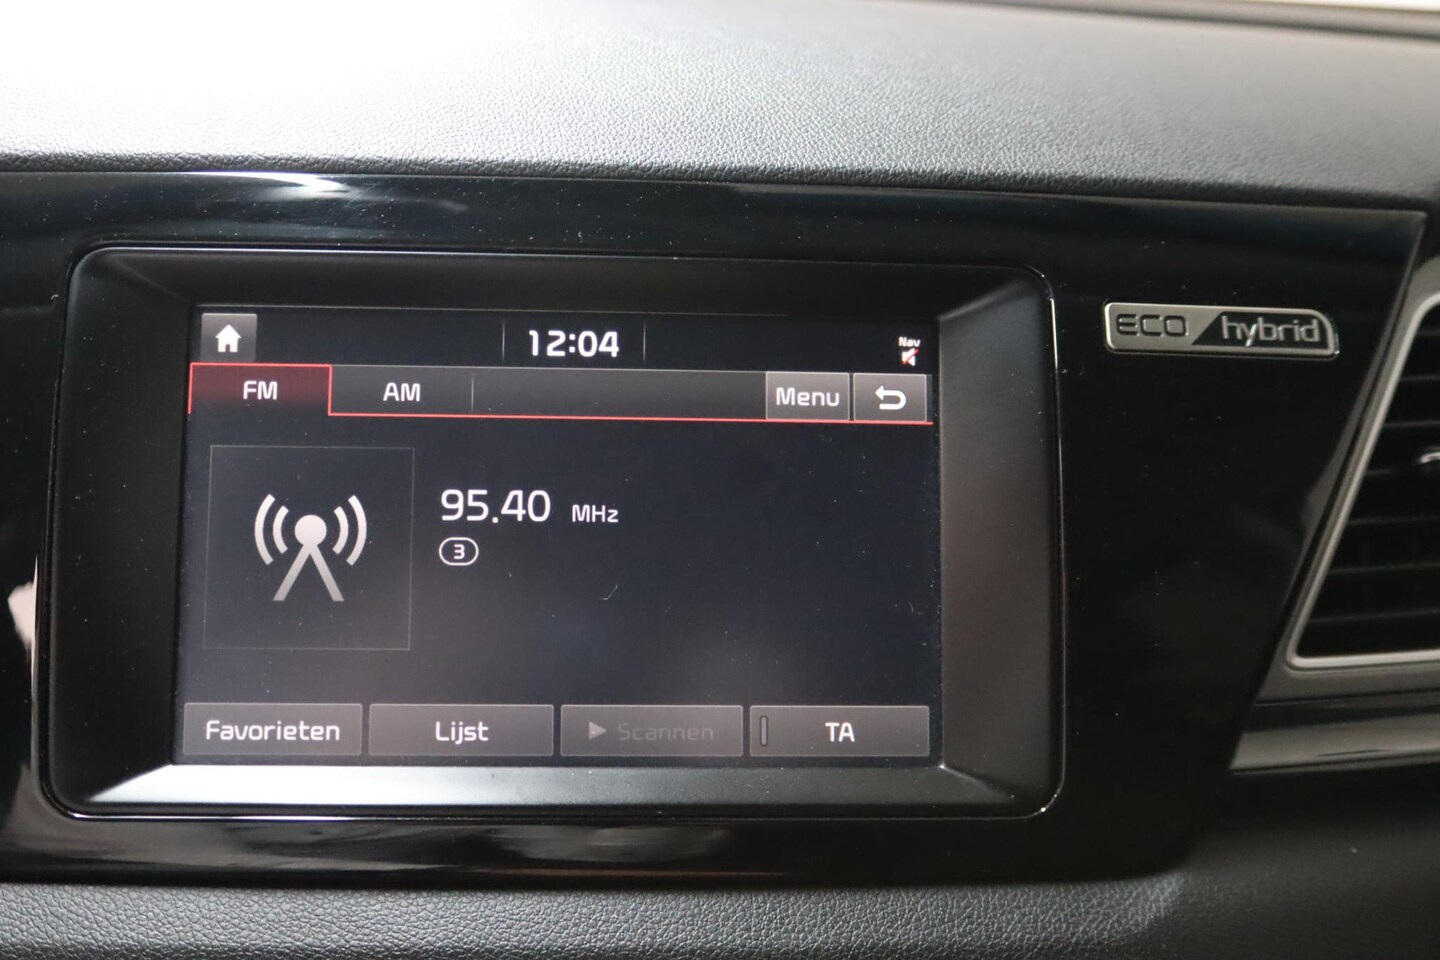 12:04
Nav
ECO hybrid
FM AM Menu
95.40 MHz
3
Favorieten Lijst Scannen TA